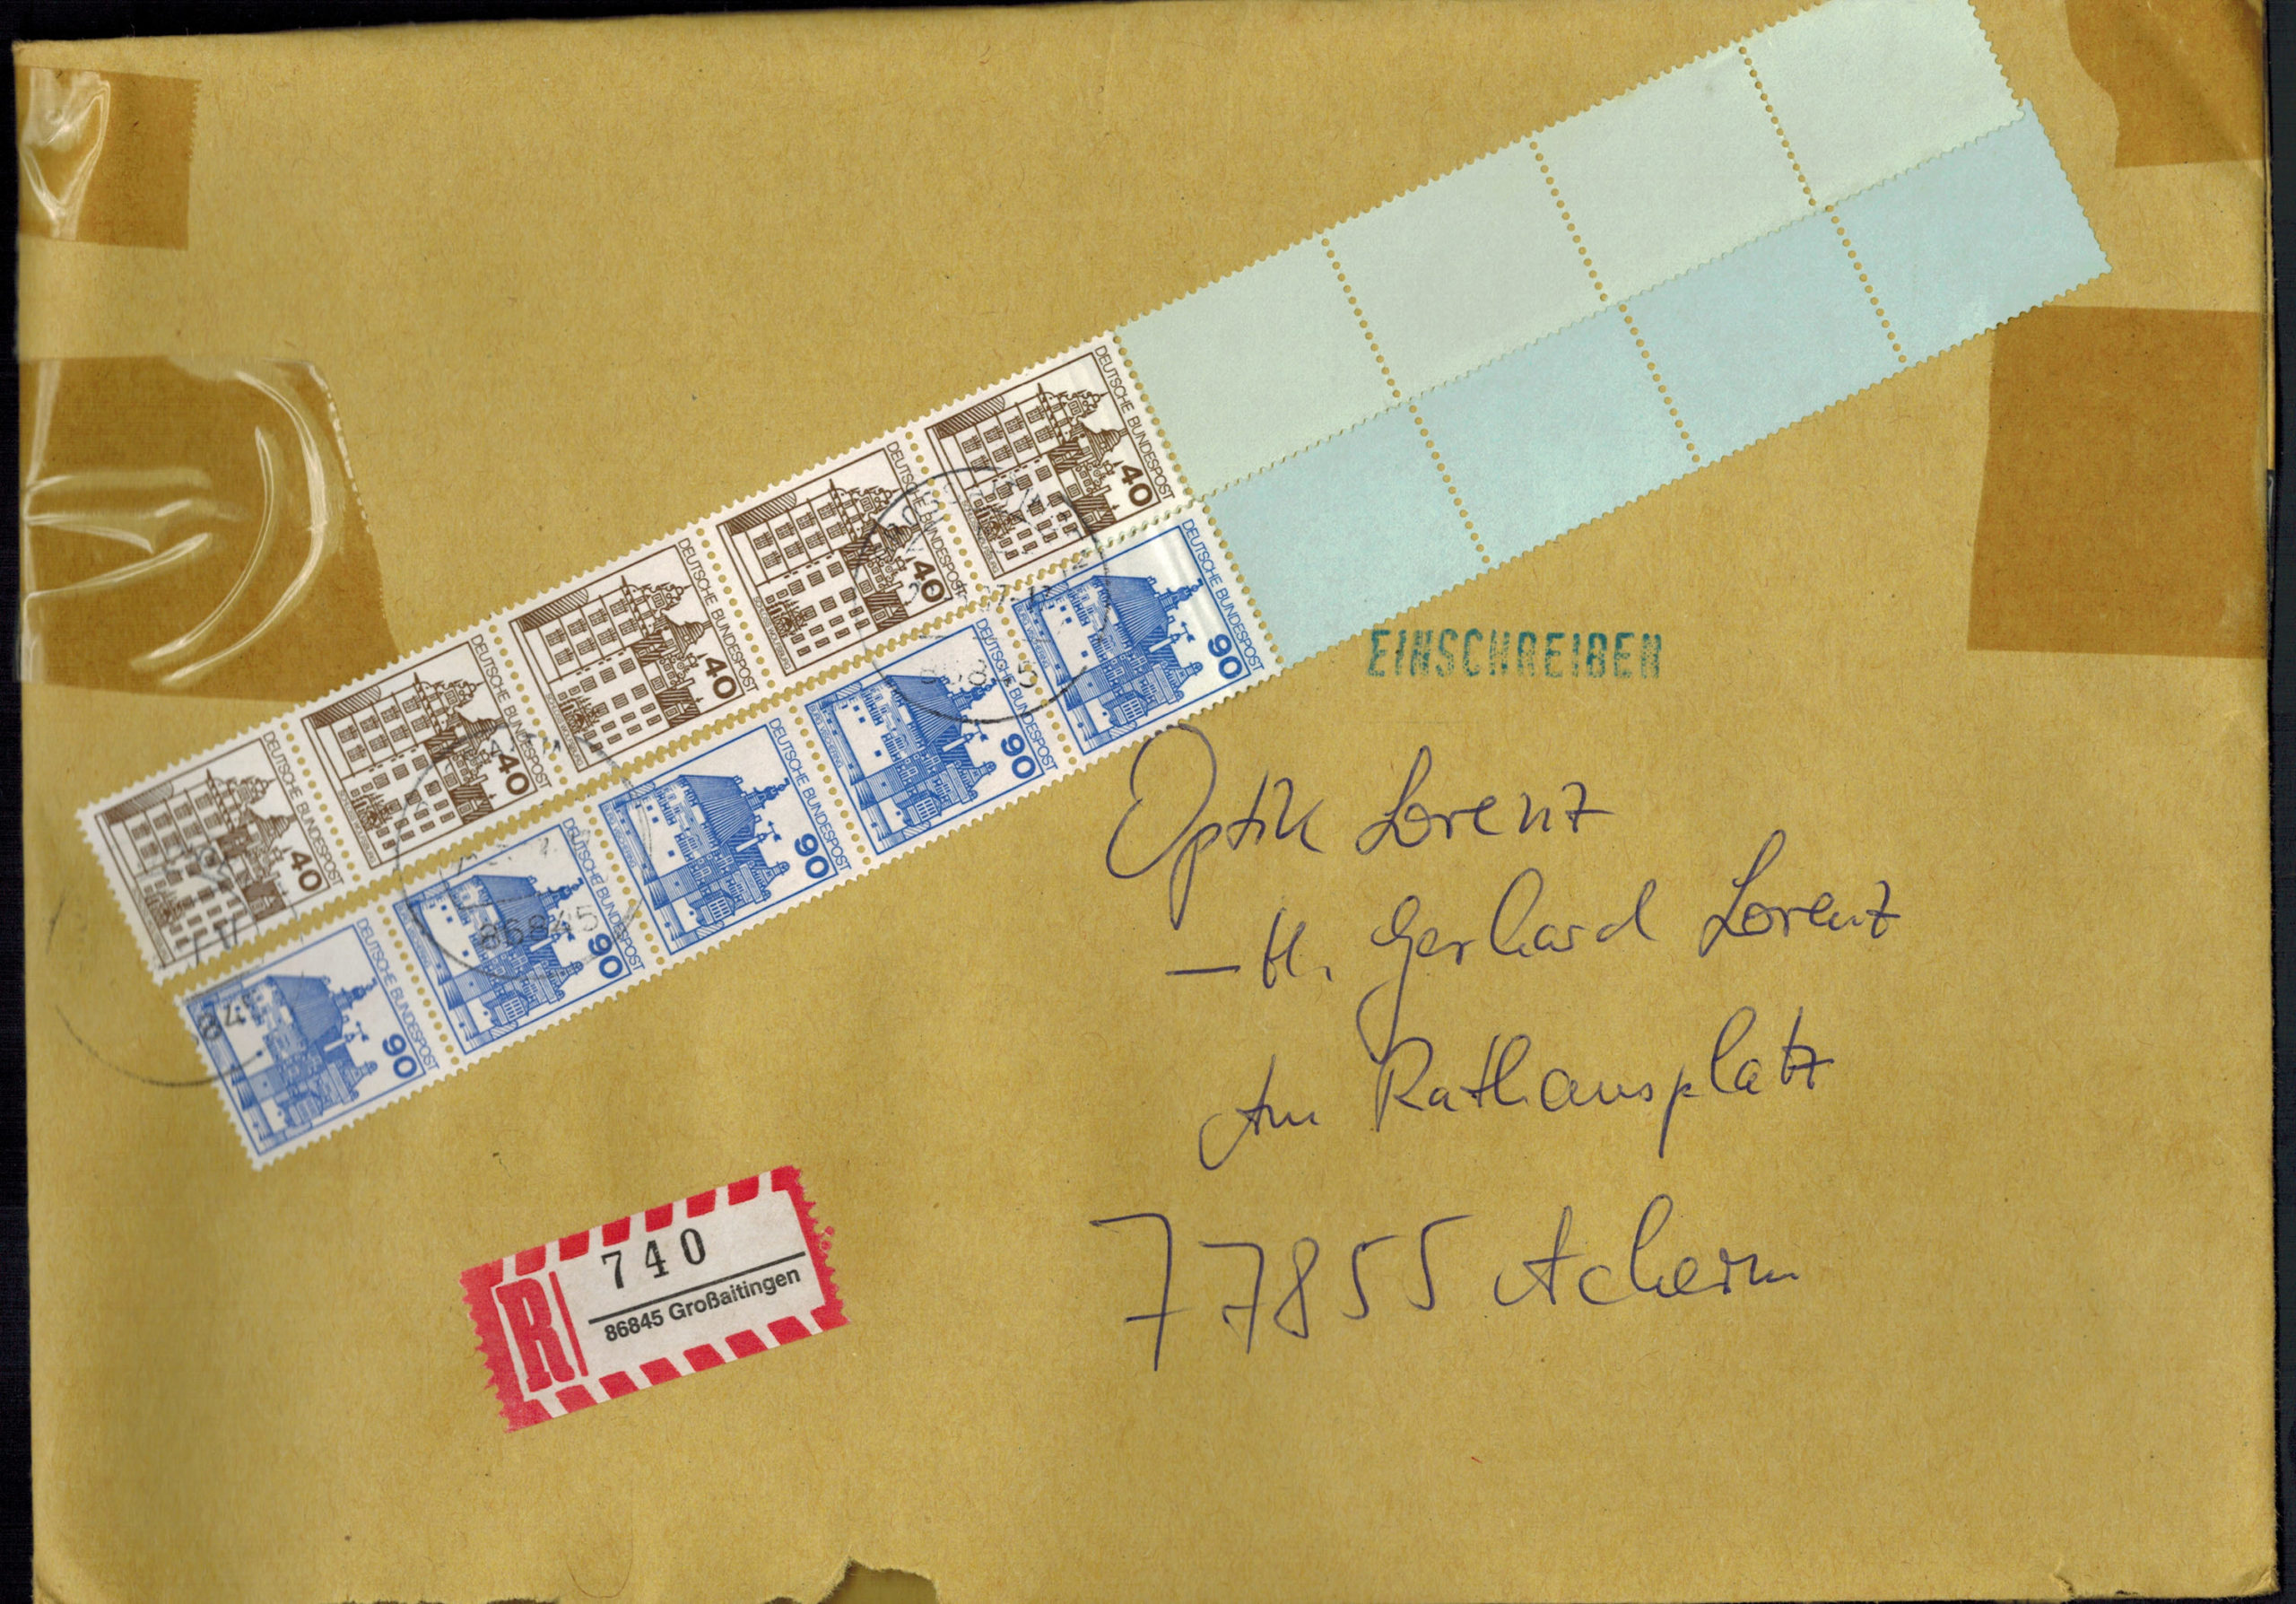 DEUTSCHE BUNDESPOST 40
DEUTSCHE BUNDESPOST 40
DEUTSCHE BUNDESPOST 40
DEUTSCHE BUNDESPOST 40
DEUTSCHE BUNDESPOST 40
DEUTSCHE BUNDESPOST 90
DEUTSCHE BUNDESPOST 90
DEUTSCHE BUNDESPOST 90
DEUTSCHE BUNDESPOST 90
DEUTSCHE BUNDESPOST 90
86845
86845
EINSCHREIBEN
Optik Lorenz
- H. Gerhard Lorenz
Am Rathausplatz
77855 Achern
R
740
86845 Großaitingen